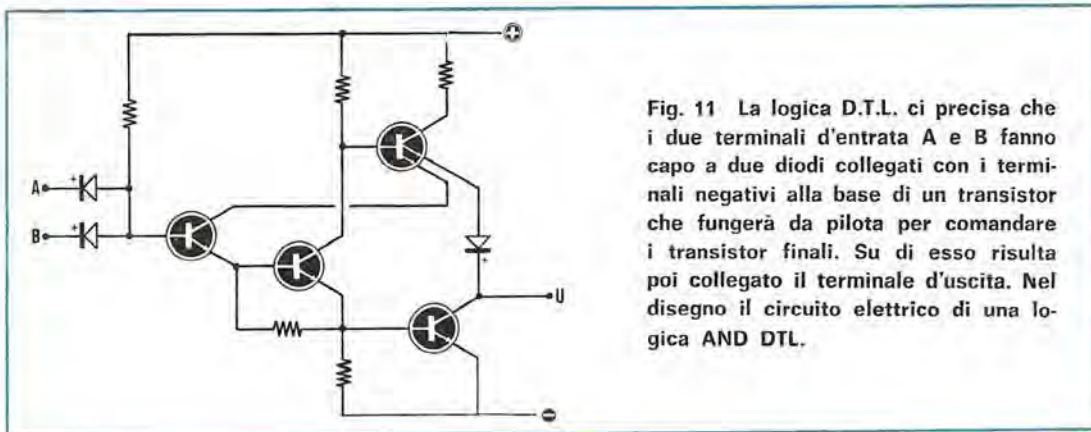 Fig. 11 La logica D.T.L. ci precisa che
i due terminali d'entrata A e B fanno
capo a due diodi collegati con i termi-
nali negativi alla base di un transistor
che fungerà da pilota per comandare
i transistor finali. Su di esso risulta
poi collegato il terminale d'uscita. Nel
disegno il circuito elettrico di una lo-
gica AND DTL.
+
A
+
B
+
+
U
-